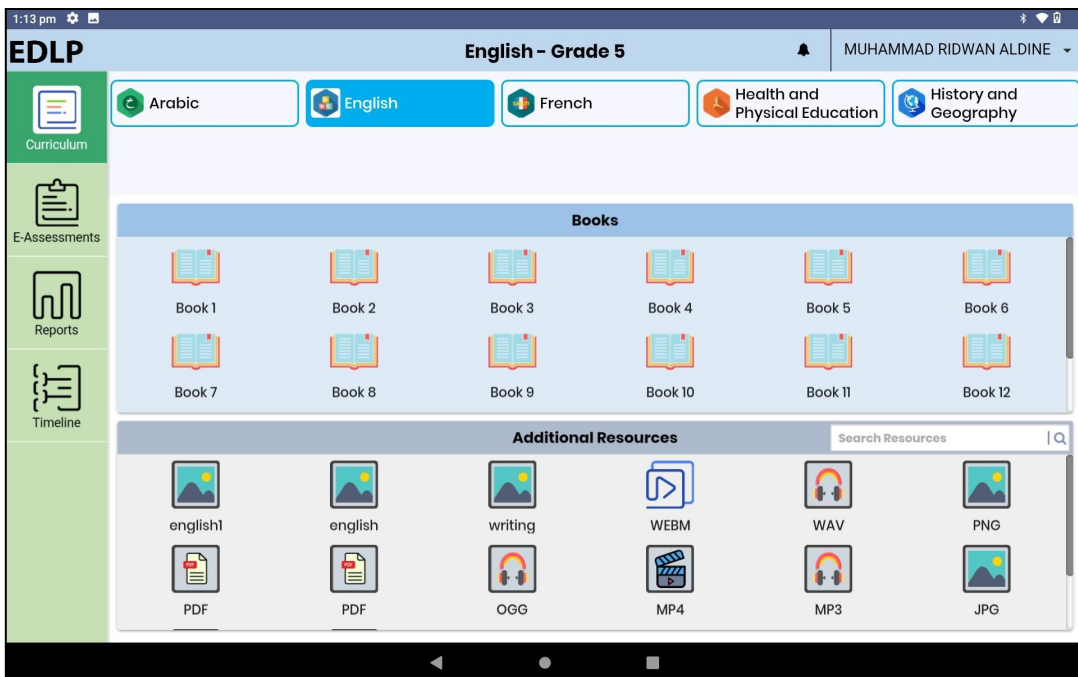 1:13 pm
EDLP
English - Grade 5
MUHAMMAD RIDWAN ALDINE
Curriculum
E-Assessments
Reports
Timeline
Arabic
English
French
Health and
Physical Education
History and
Geography
Books
Book 1
Book 2
Book 3
Book 4
Book 5
Book 6
Book 7
Book 8
Book 9
Book 10
Book 11
Book 12
Additional Resources
Search Resources
english1
english
writing
WEBM
WAV
PNG
PDF
PDF
OGG
MP4
MP3
JPG